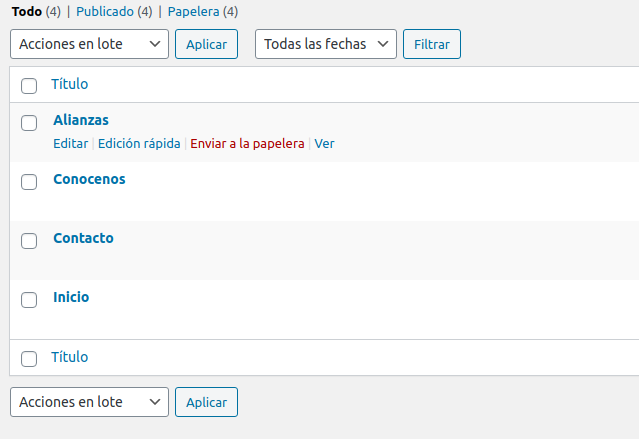 Todo (4) | Publicado (4) | Papelera (4)
Acciones en lote Aplicar Todas las fechas Filtrar
Título
Alianzas
Editar | Edición rápida | Enviar a la papelera | Ver
Conocenos
Contacto
Inicio
Título
Acciones en lote Aplicar